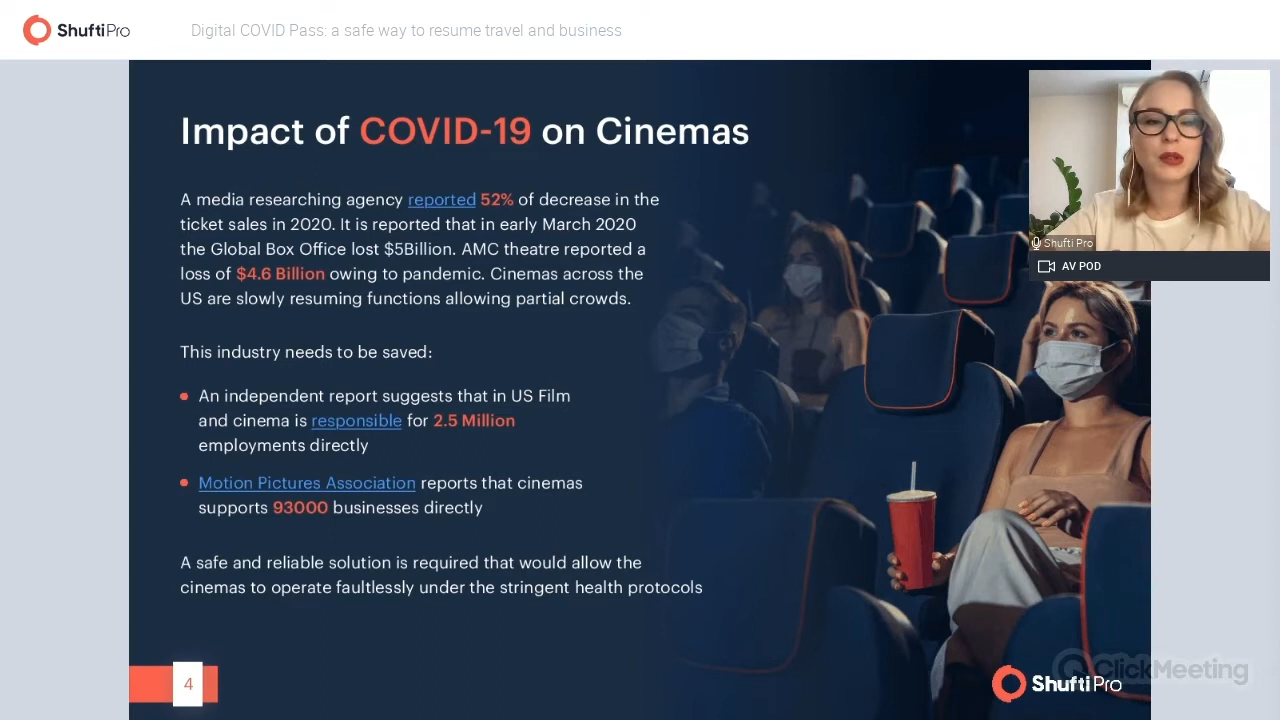 ShuftiPro
Digital COVID Pass: a safe way to resume travel and business
Impact of COVID-19 on Cinemas
A media researching agency reported 52% of decrease in the
ticket sales in 2020. It is reported that in early March 2020
the Global Box Office lost $5Billion. AMC theatre reported a
loss of $4.6 Billion owing to pandemic. Cinemas across the
US are slowly resuming functions allowing partial crowds.
This industry needs to be saved:
An independent report suggests that in US Film
and cinema is responsible for 2.5 Million
employments directly
Motion Pictures Association reports that cinemas
supports 93000 businesses directly
A safe and reliable solution is required that would allow the
cinemas to operate faultlessly under the stringent health protocols
4
Shufti Pro
AV POD
ShuftiPro
ClickMeeting